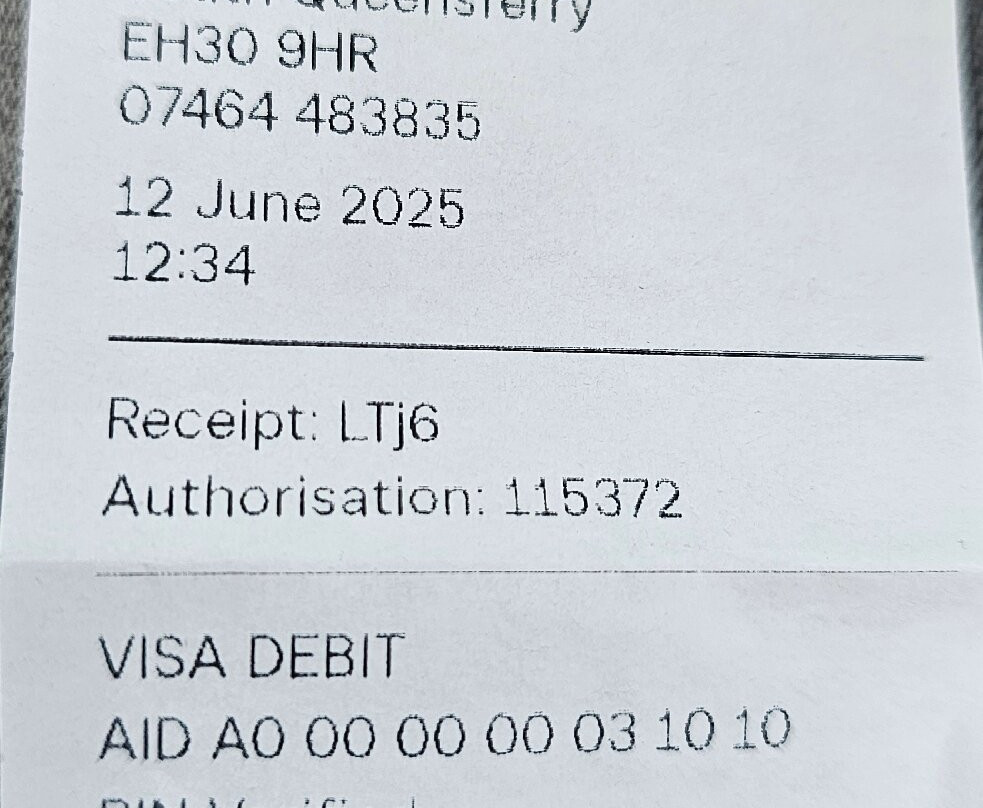 Queensferry
EH30 9HR
07464 483835
12 June 2025
12:34
Receipt: LTj6
Authorisation: 115372
VISA DEBIT
AID A0 00 00 00 03 10 10